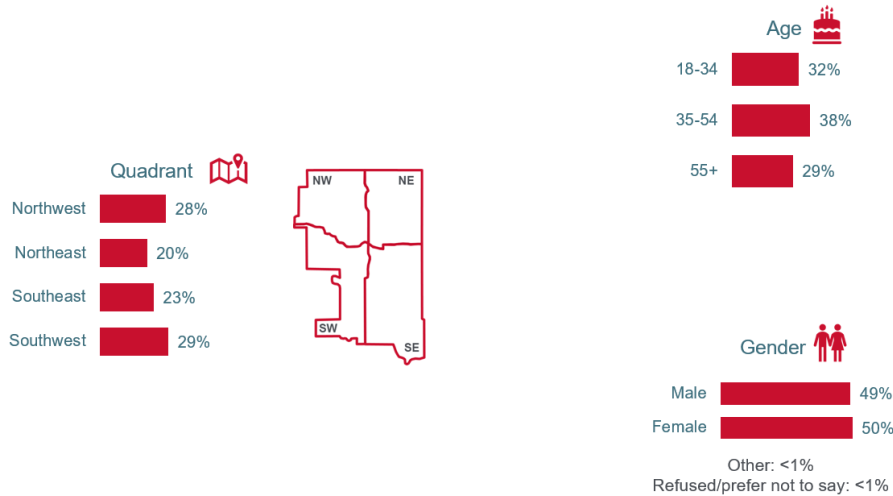 Quadrant
Northwest 28%
Northeast 20%
Southeast 23%
Southwest 29%
NW NE
SW
SE
Age
18-34 32%
35-54 38%
55+ 29%
Gender
Male 49%
Female 50%
Other: <1%
Refused/prefer not to say: <1%